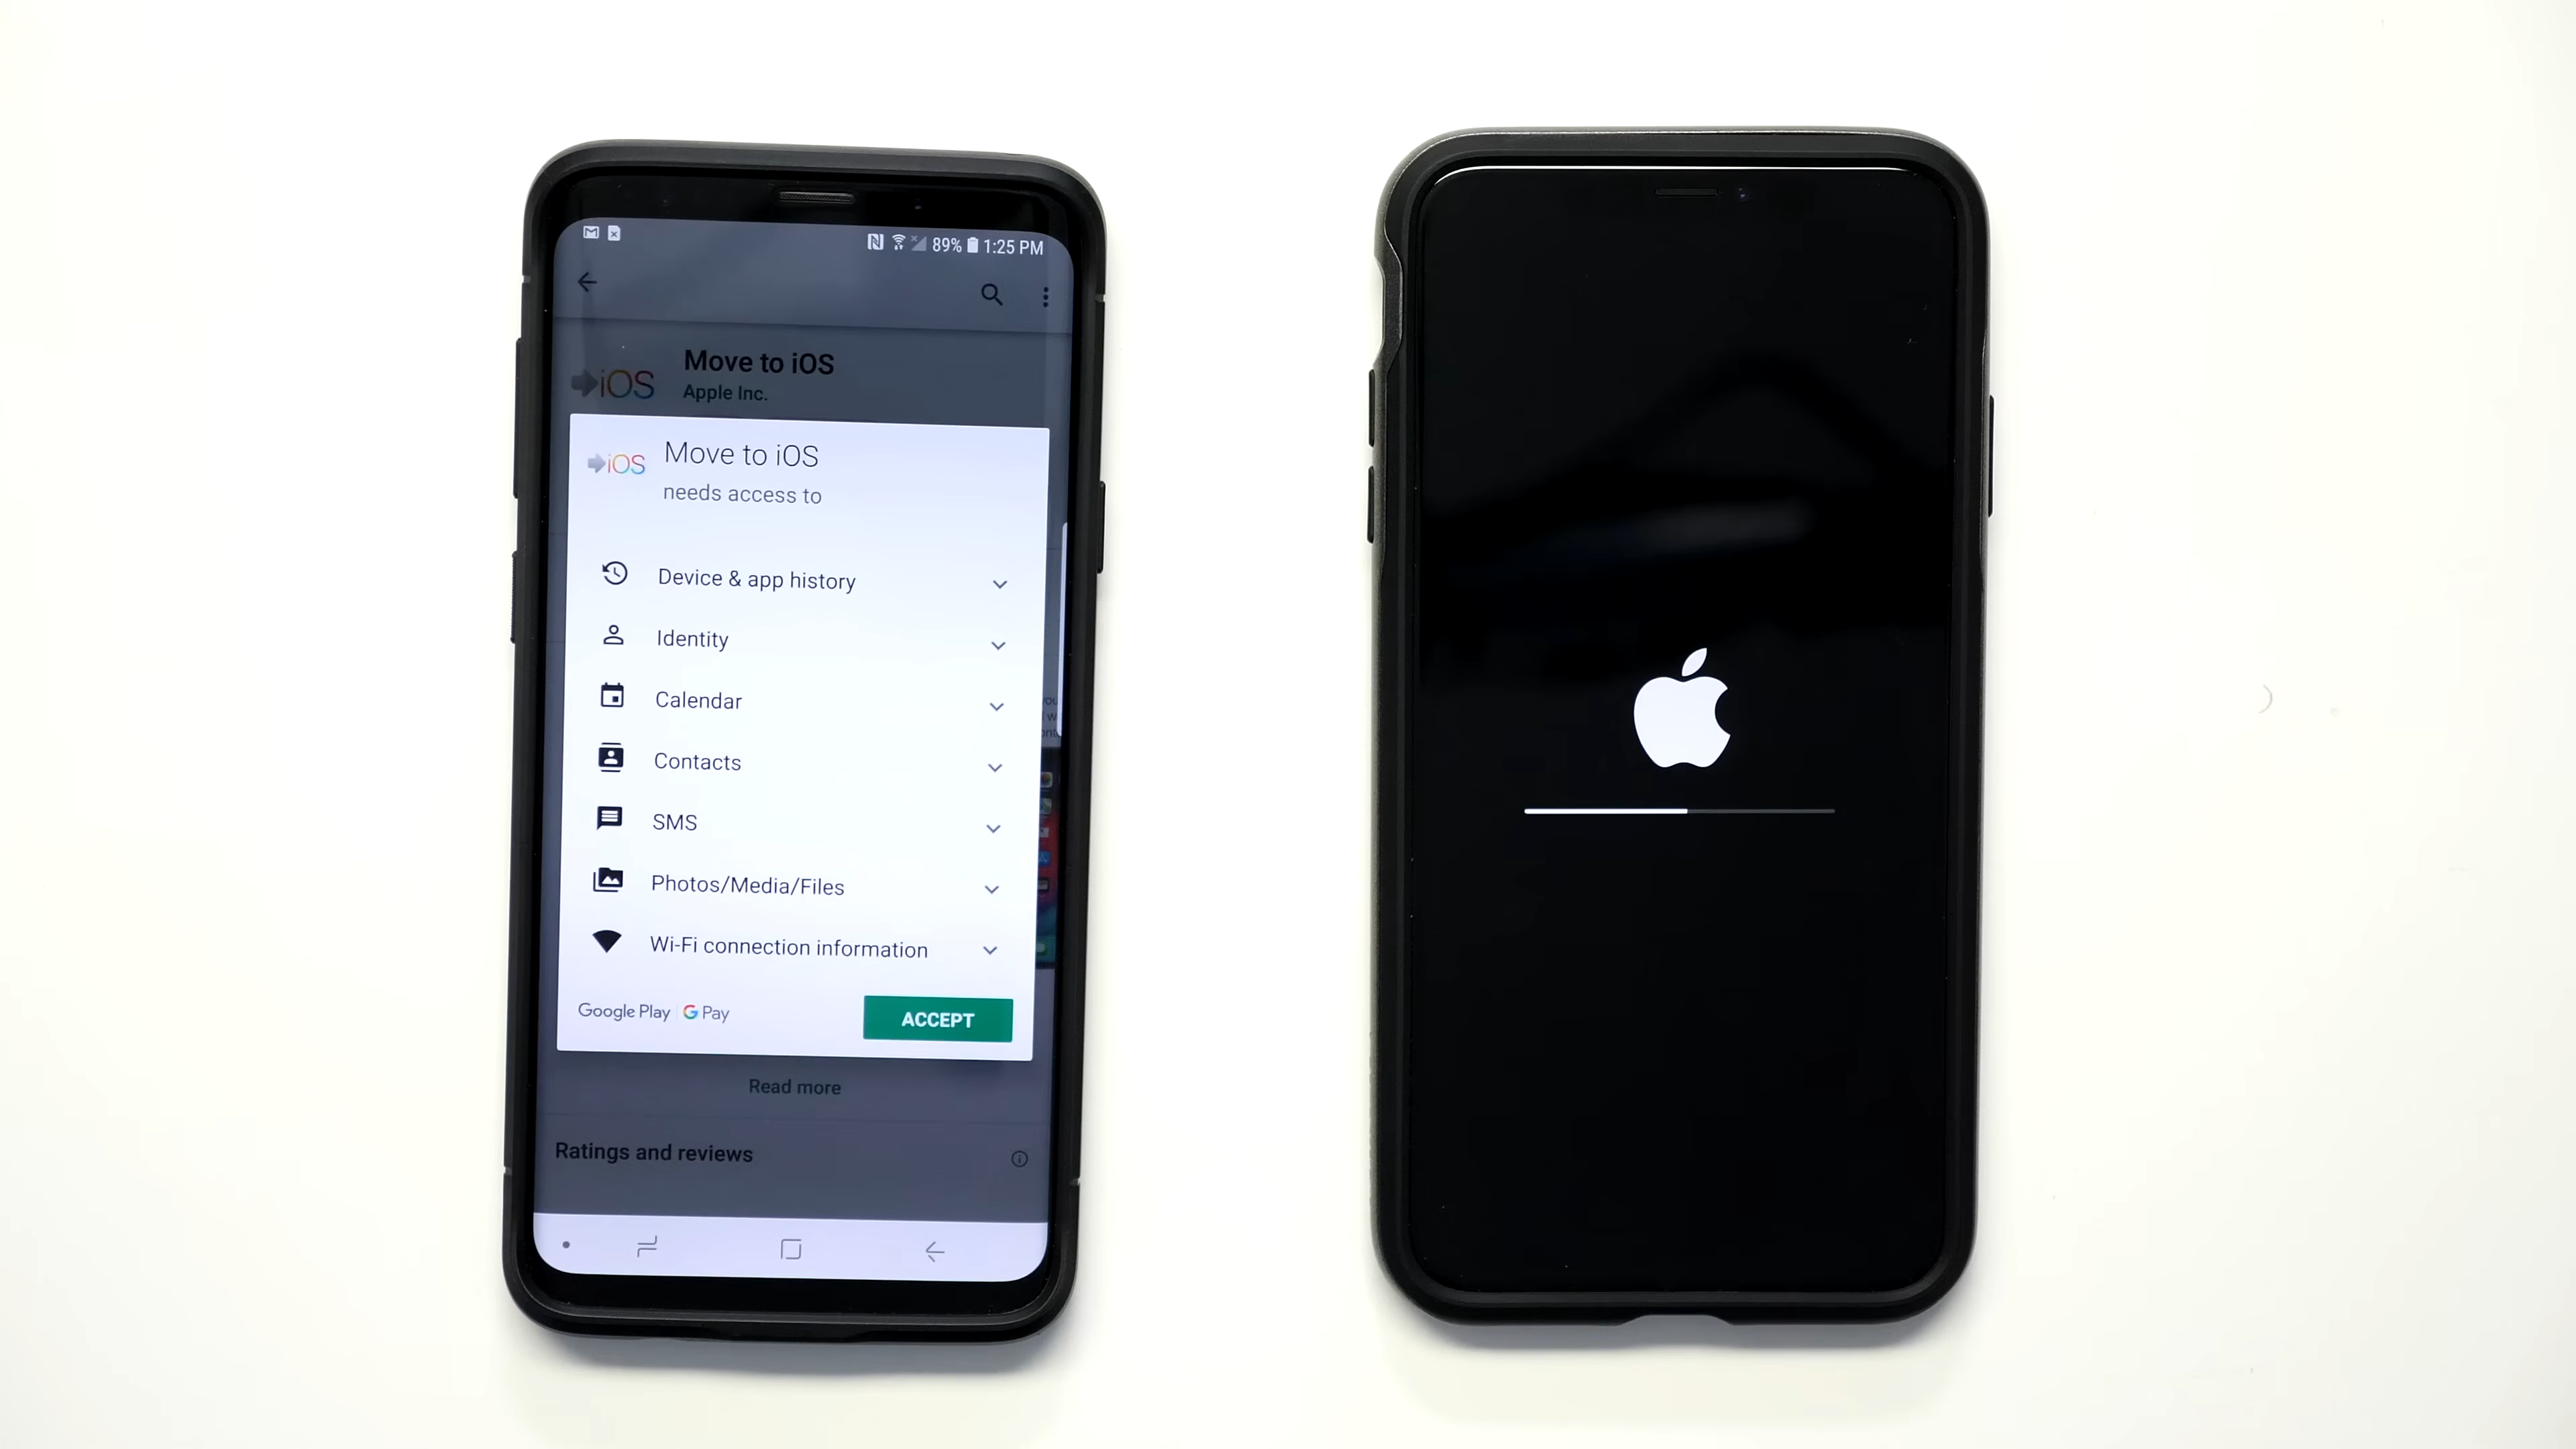 89% 1:25 PM
Move to iOS
iOS
Apple Inc.
Move to iOS
iOS
needs access to
Device & app history
Identity
Calendar
Contacts
SMS
Photos/Media/Files
Wi-Fi connection information
Google Play G Pay
ACCEPT
Read more
Ratings and reviews